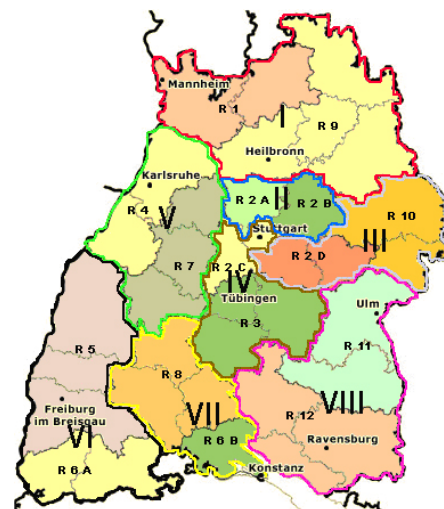 Mannheim
R 1
I
R 9
Heilbronn
Karlsruhe
R 2 A
II
R 2 B
R 4
V
R 10
Stuttgart
III
R 2 D
R 7
R 2 C
IV
Tübingen
Ulm
R 3
R 5
R 11
R 8
Freiburg
im Breisgau
VII
R 12
VIII
VI
R 6 B
Ravensburg
R 6 A
Konstanz